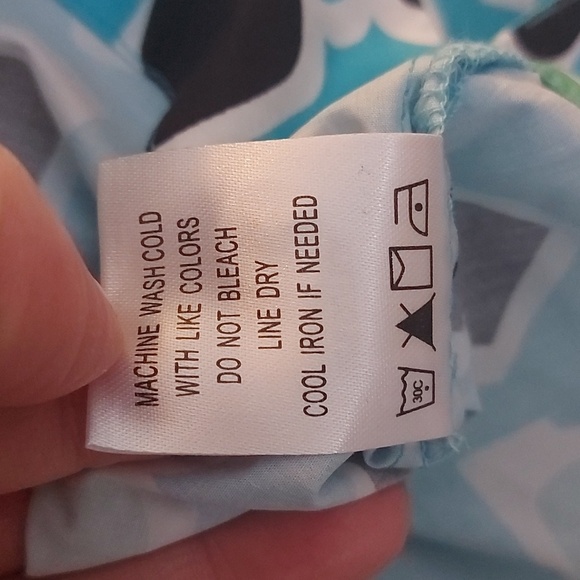 MACHINE WASH COLD
WITH LIKE COLORS
DO NOT BLEACH
LINE DRY
COOL IRON IF NEEDED
30C